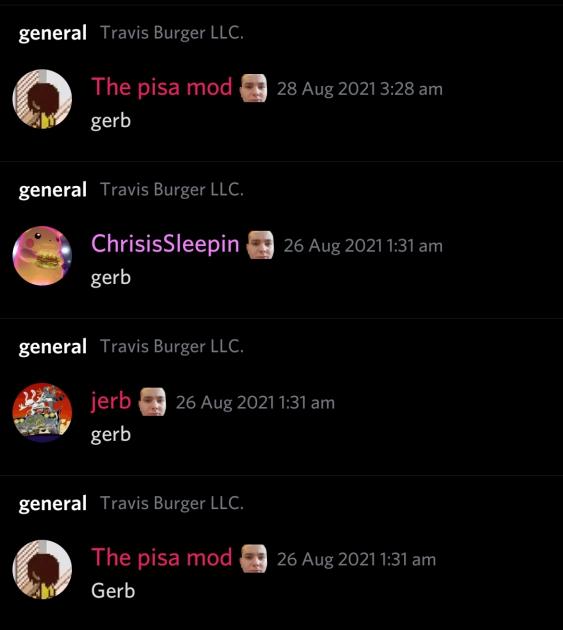 general Travis Burger LLC.
The pisa mod 28 Aug 2021 3:28 am
gerb
general Travis Burger LLC.
ChrisisSleepin 26 Aug 2021 1:31 am
gerb
general Travis Burger LLC.
jerb 26 Aug 2021 1:31 am
gerb
general Travis Burger LLC.
The pisa mod 26 Aug 2021 1:31 am
Gerb